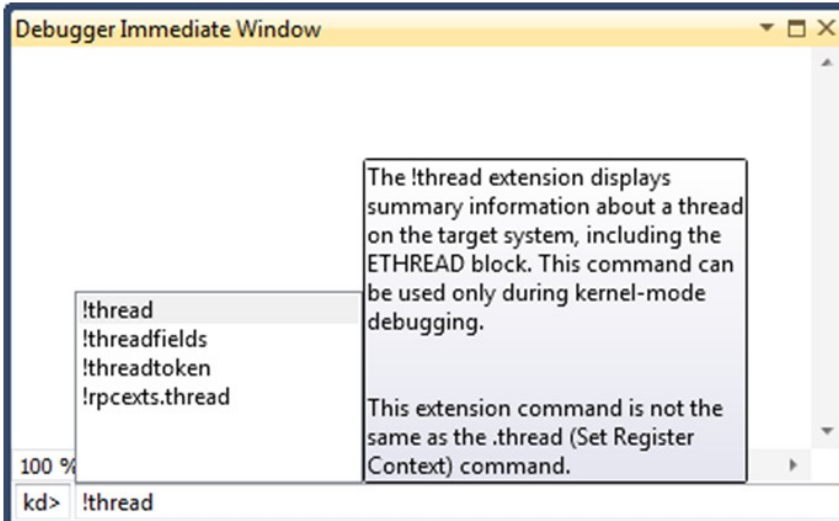 Debugger Immediate Window
The !thread extension displays
summary information about a thread
on the target system, including the
ETHREAD block. This command can
be used only during kernel-mode
debugging.
This extension command is not the
same as the .thread (Set Register
Context) command.
!thread
!threadfields
!threadtoken
!rpcexts.thread
100 %
kd> !thread